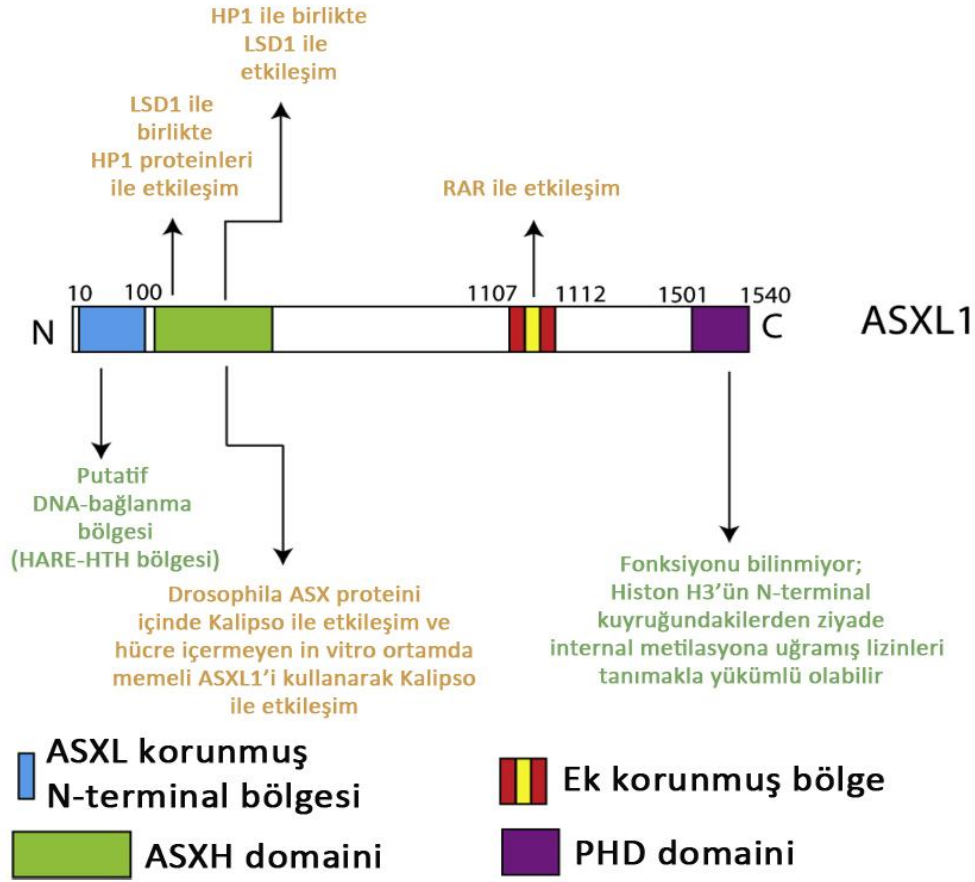 HP1 ile birlikte
LSD1 ile
etkileşim
LSD1 ile
birlikte
HP1 proteinleri
ile etkileşim
RAR ile etkileşim
10
100
1107
1112
1501
1540
N
C
ASXL1
Putatif
DNA-bağlanma
bölgesi
(HARE-HTH bölgesi)
Drosophila ASX proteini
içinde Kalipso ile etkileşim ve
hücre içermeyen in vitro ortamda
memeli ASXL1’i kullanarak Kalipso
ile etkileşim
Fonksiyonu bilinmiyor;
Histon H3’ün N-terminal
kuyruğundakilerden ziyade
internal metilasyona uğramış lizinleri
tanımakla yükümlü olabilir
ASXL korunmuş
N-terminal bölgesi
Ek korunmuş bölge
ASXH domaini
PHD domaini